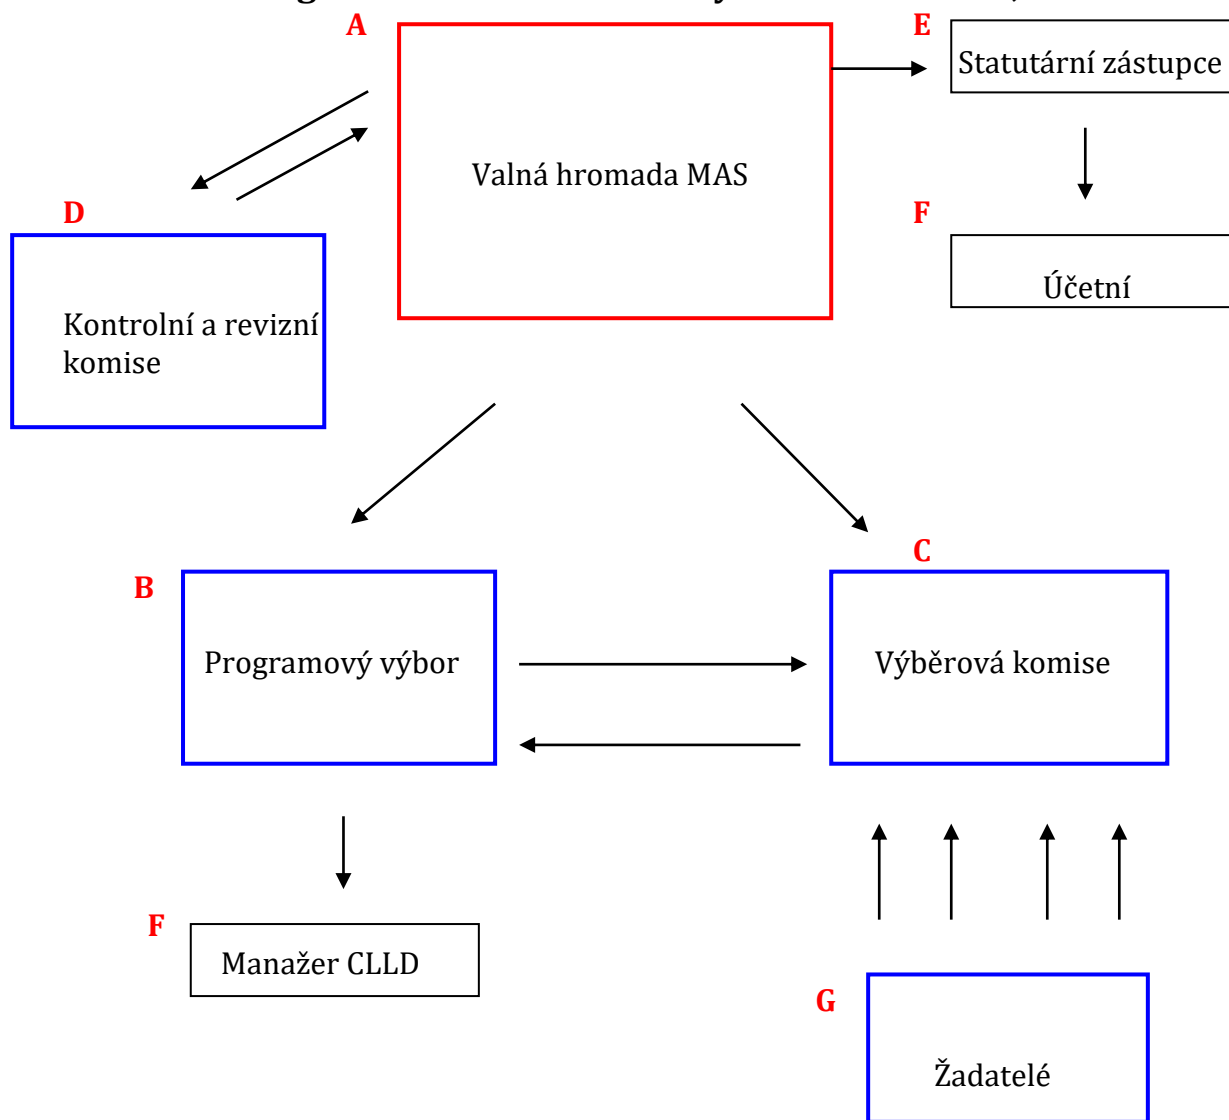 A
E
Statutární zástupce
Valná hromada MAS
D
F
Účetní
Kontrolní a revizní
komise
C
B
Programový výbor
Výběrová komise
F
Manažer CLLD
G
Žadatelé